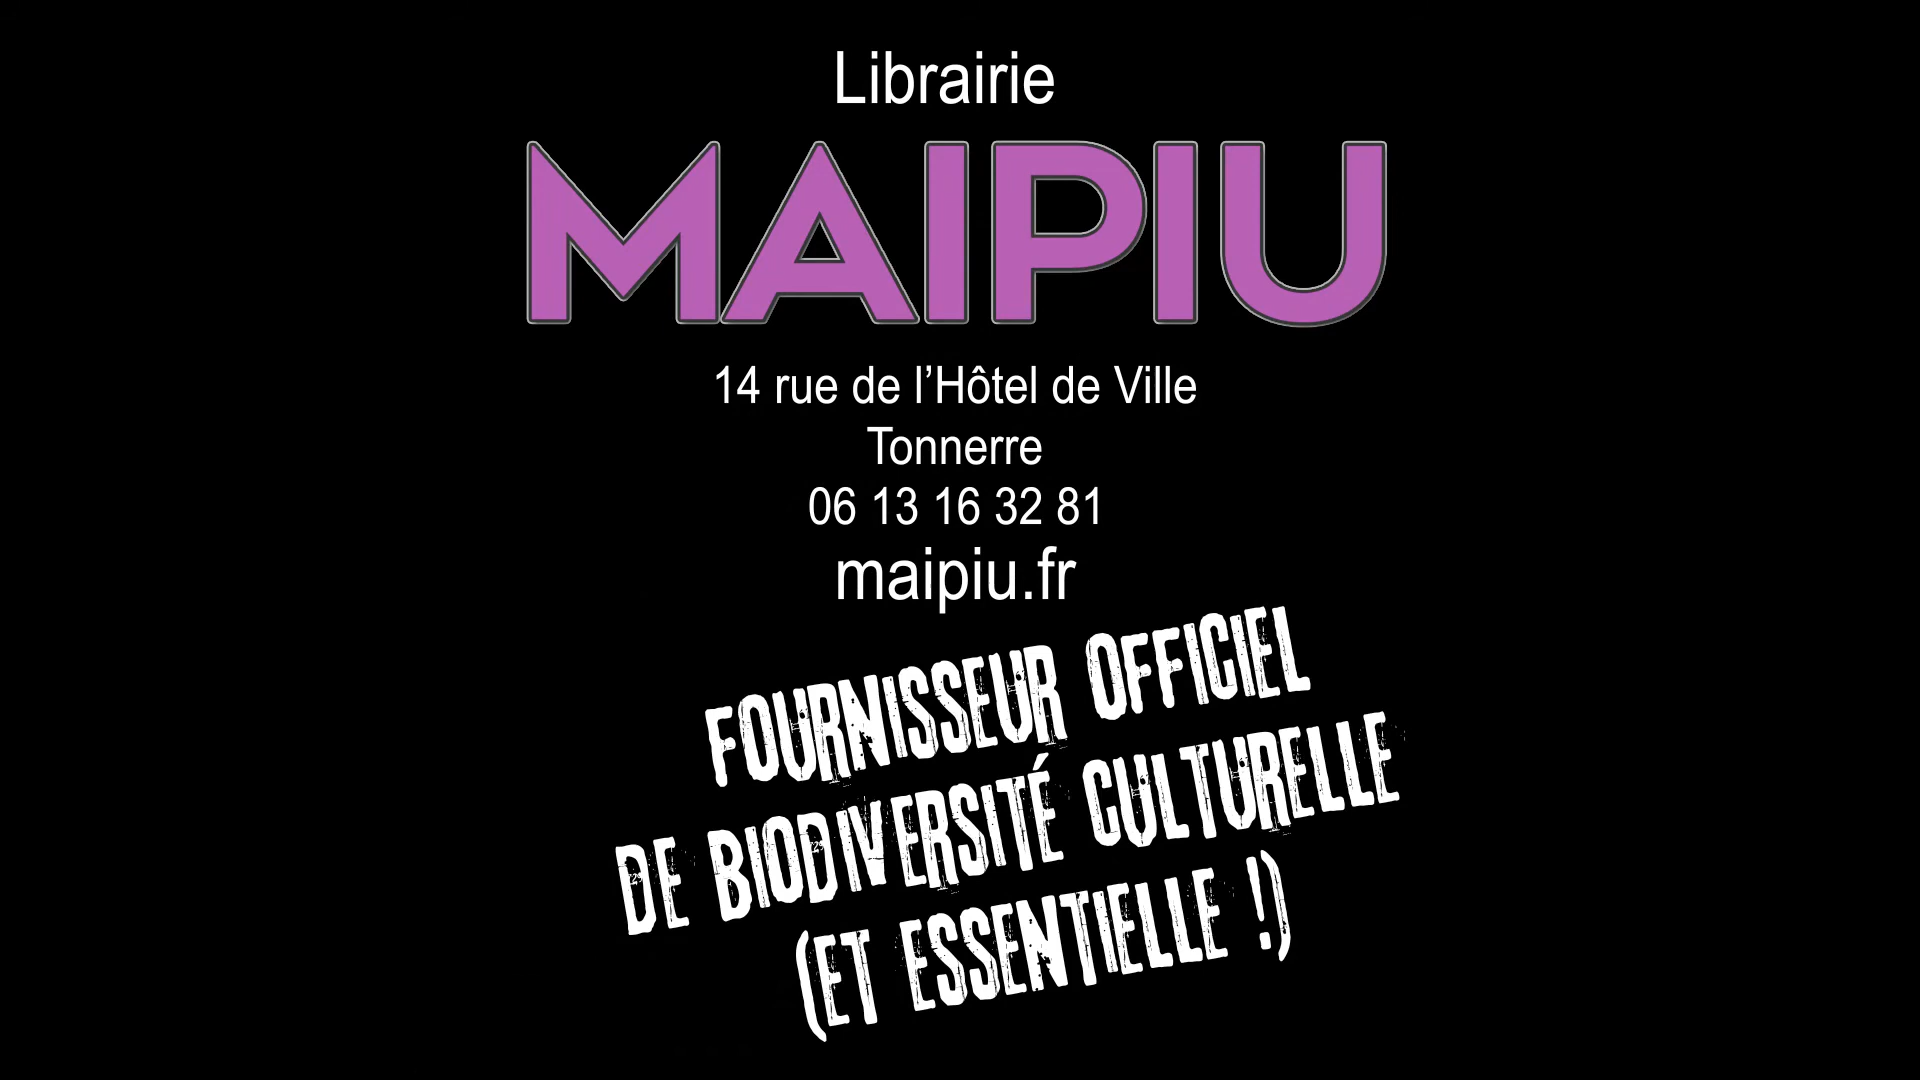 Librairie
MAIPIU
14 rue de l’Hôtel de Ville
Tonnerre
06 13 16 32 81
maipiu.fr
FOURNISSEUR OFFICIEL
DE BIODIVERSITÉ CULTURELLE
(ET ESSENTIELLE !)